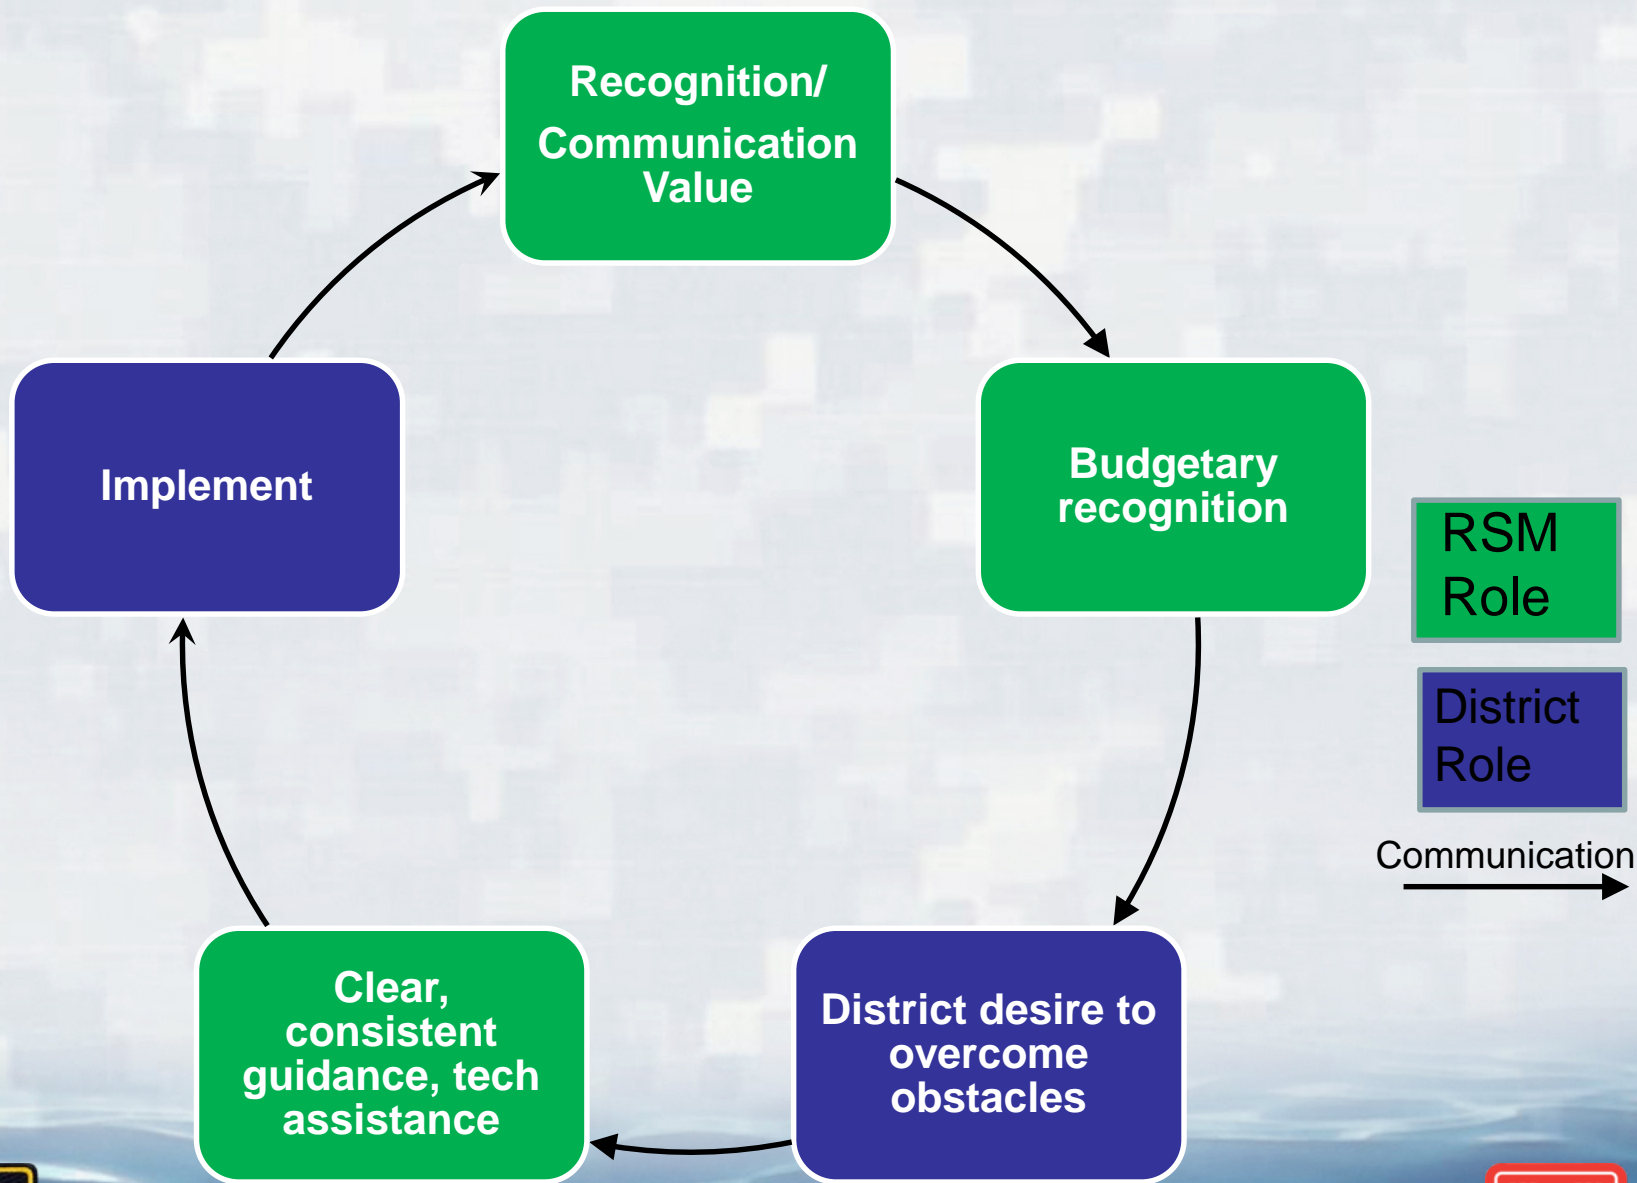 Recognition/
Communication
Value
Implement
Budgetary
recognition
RSM
Role
District
Role
Communication
Clear,
consistent
guidance, tech
assistance
District desire to
overcome
obstacles